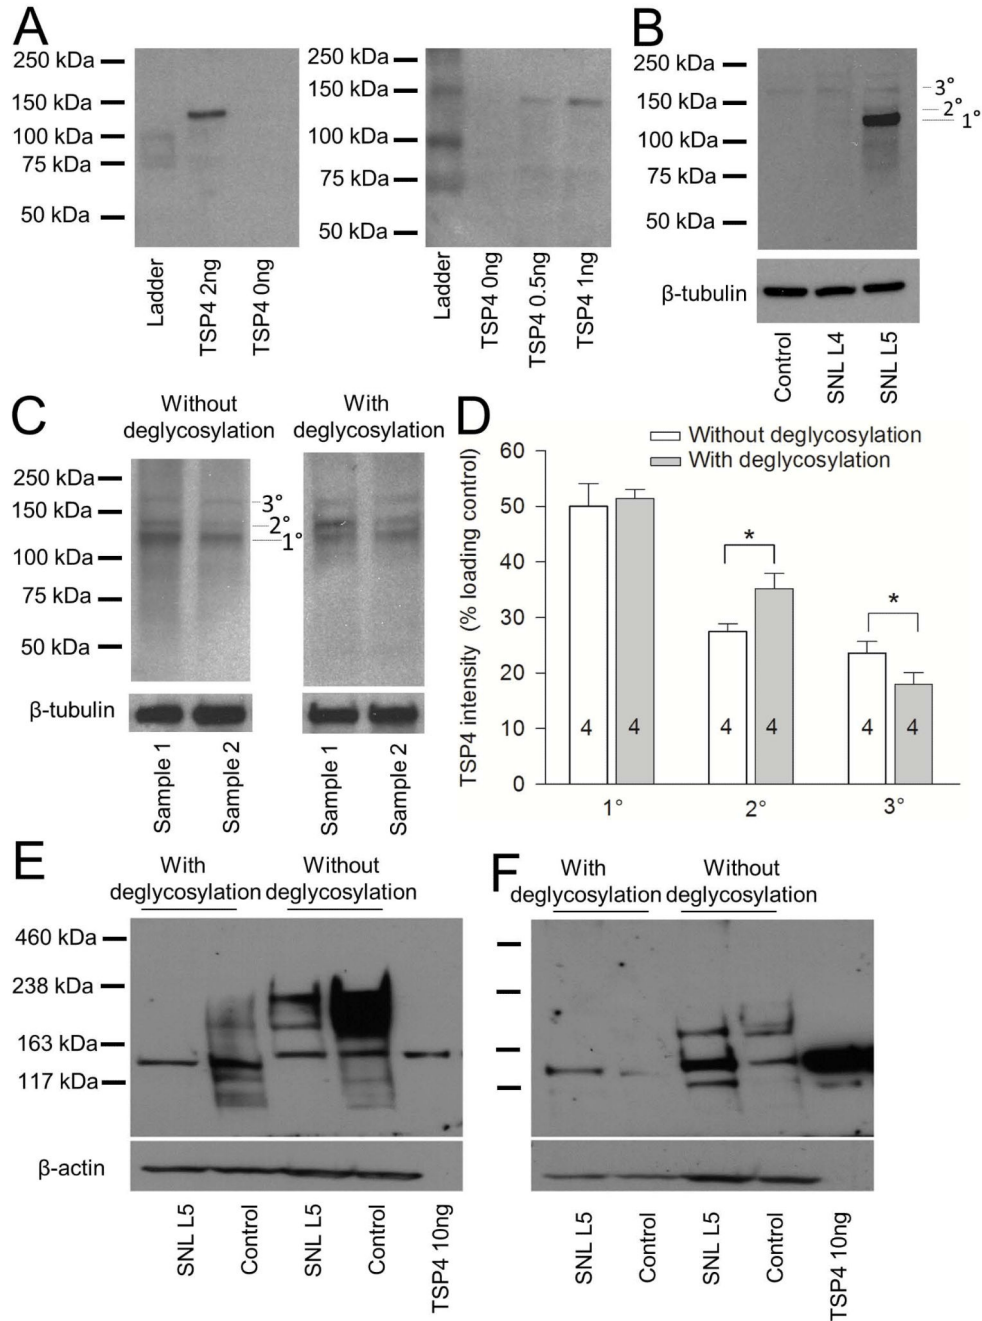 A
250 kDa
150 kDa
100 kDa
75 kDa
50 kDa
Ladder
TSP4 2ng
TSP4 0ng
250 kDa
150 kDa
100 kDa
75 kDa
50 kDa
Ladder
TSP4 0ng
TSP4 0.5ng
TSP4 1ng
B
250 kDa
150 kDa
100 kDa
75 kDa
50 kDa
3°
2°
1°
β-tubulin
Control
SNL L4
SNL L5
C
Without
deglycosylation
With
deglycosylation
250 kDa
150 kDa
100 kDa
75 kDa
50 kDa
3°
2°
1°
β-tubulin
Sample 1
Sample 2
Sample 1
Sample 2
D
Without deglycosylation
With deglycosylation
TSP4 intensity (% loading control)
60
50
40
30
20
10
0
*
*
4
4
4
4
4
4
1°
2°
3°
E
With
deglycosylation
Without
deglycosylation
460 kDa
238 kDa
163 kDa
117 kDa
β-actin
SNL L5
Control
SNL L5
Control
TSP4 10ng
F
With
deglycosylation
Without
deglycosylation
SNL L5
Control
SNL L5
Control
TSP4 10ng